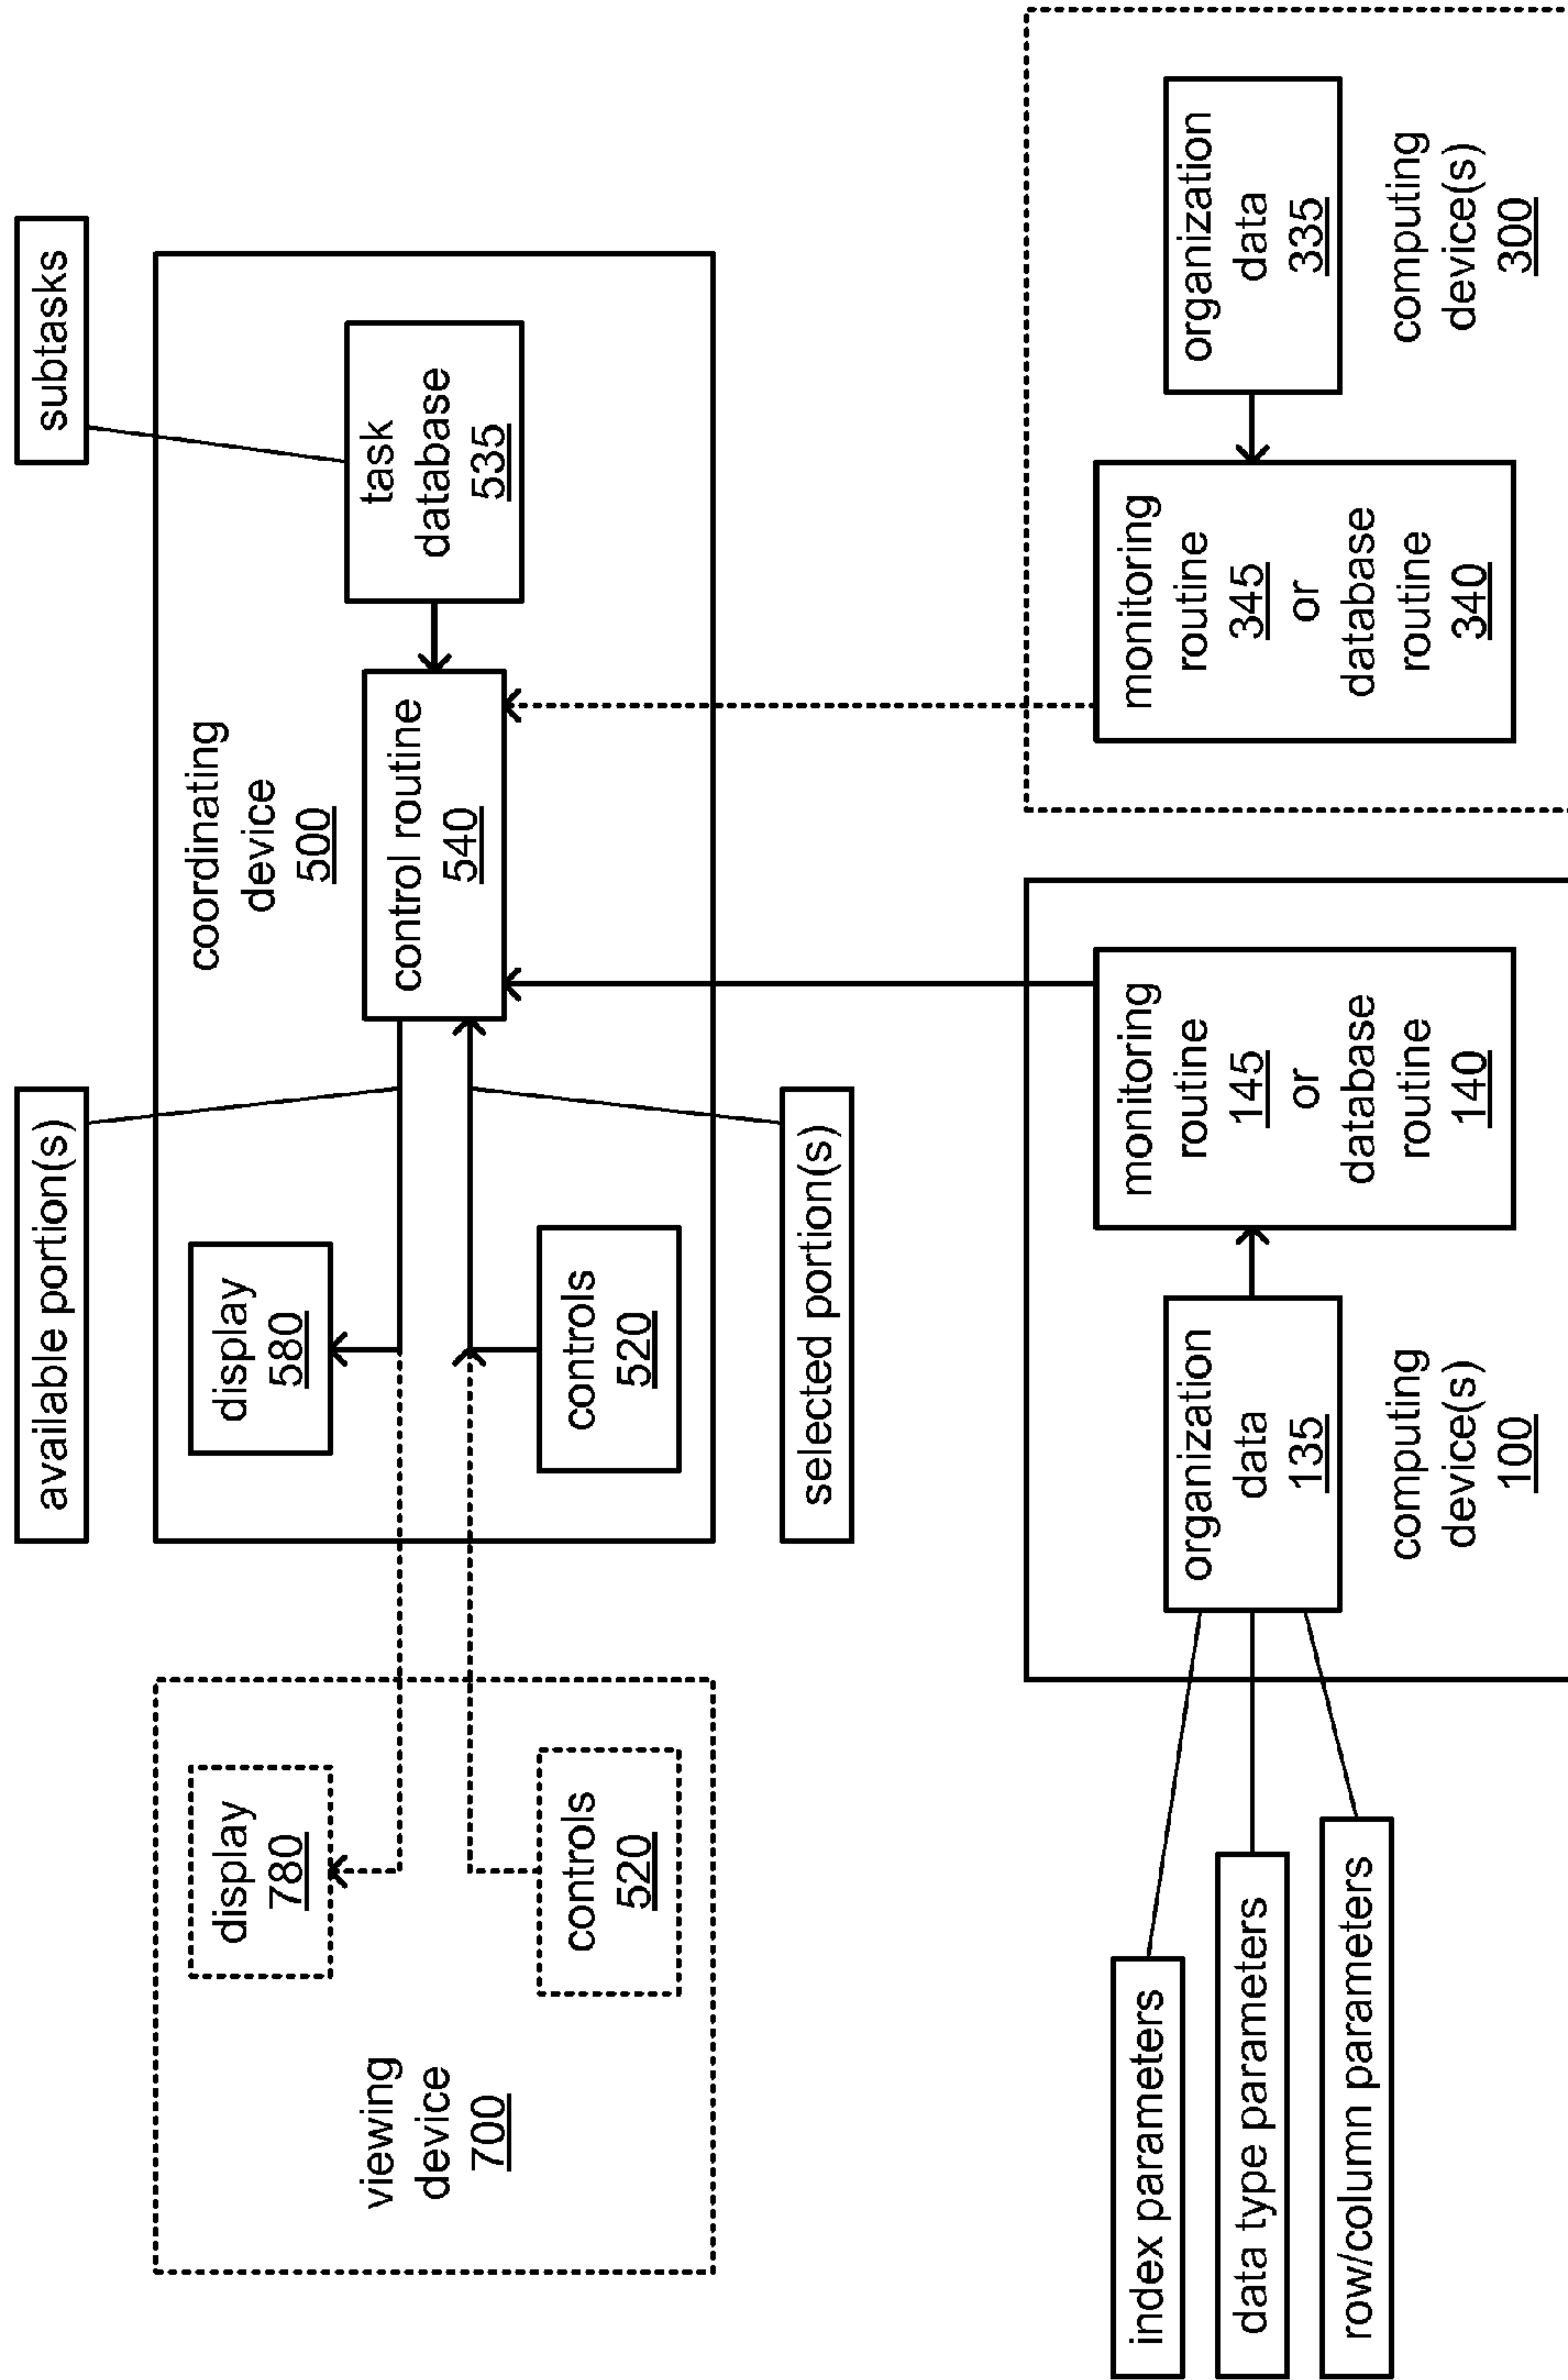 available portion(s)
subtasks
viewing
device
700
display
780
controls
520
display
580
controls
520
coordinating
device
500
control routine
540
task
database
535
selected portion(s)
index parameters
data type parameters
row/column parameters
organization
data
135
computing
device(s)
100
monitoring
routine
145
or
database
routine
140
monitoring
routine
345
or
database
routine
340
organization
data
335
computing
device(s)
300